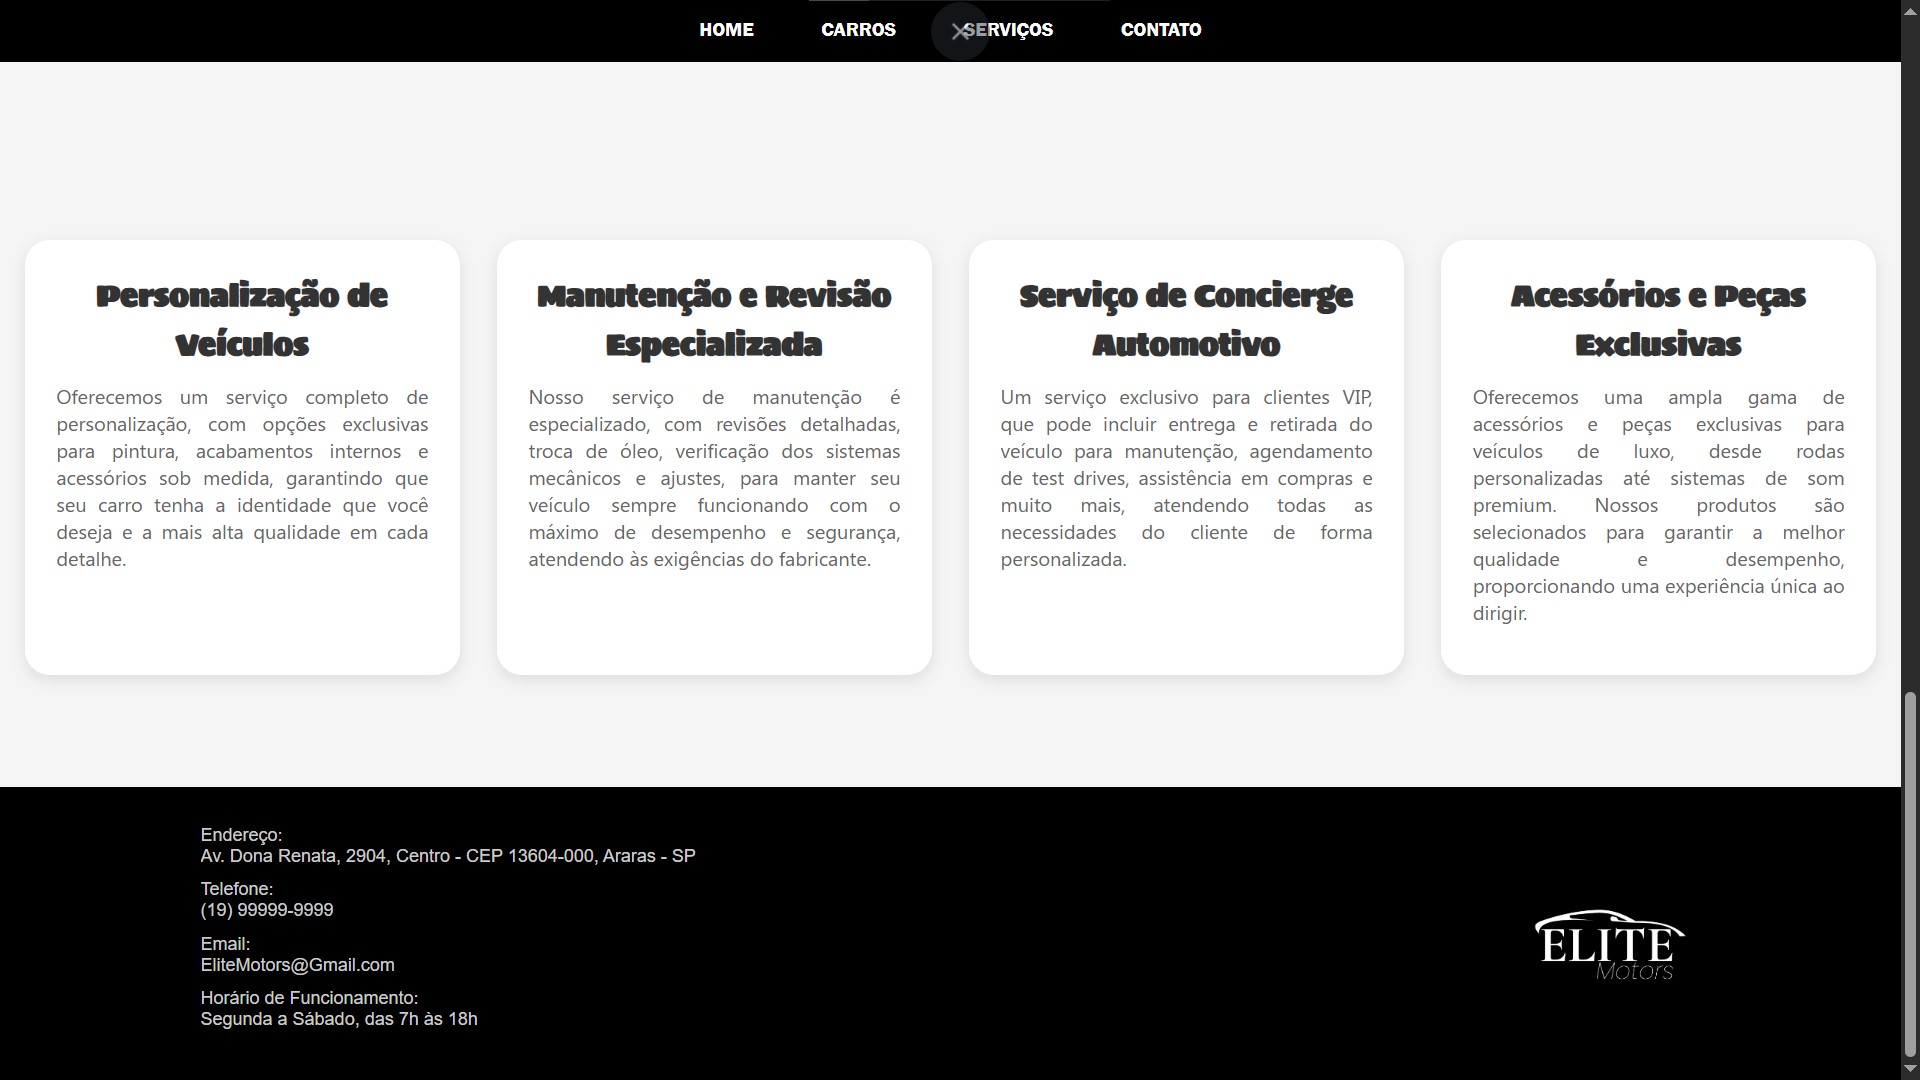 HOME CARROS SERVIÇOS CONTATO
Personalização de
Veículos
Oferecemos um serviço completo de
personalização, com opções exclusivas
para pintura, acabamentos internos e
acessórios sob medida, garantindo que
seu carro tenha a identidade que você
deseja e a mais alta qualidade em cada
detalhe.
Manutenção e Revisão
Especializada
Nosso serviço de manutenção é
especializado, com revisões detalhadas,
troca de óleo, verificação dos sistemas
mecânicos e ajustes, para manter seu
veículo sempre funcionando com o
máximo de desempenho e segurança,
atendendo às exigências do fabricante.
Serviço de Concierge
Automotivo
Um serviço exclusivo para clientes VIP,
que pode incluir entrega e retirada do
veículo para manutenção, agendamento
de test drives, assistência em compras e
muito mais, atendendo todas as
necessidades do cliente de forma
personalizada.
Acessórios e Peças
Exclusivas
Oferecemos uma ampla gama de
acessórios e peças exclusivas para
veículos de luxo, desde rodas
personalizadas até sistemas de som
premium. Nossos produtos são
selecionados para garantir a melhor
qualidade e desempenho,
proporcionando uma experiência única ao
dirigir.
Endereço:
Av. Dona Renata, 2904, Centro - CEP 13604-000, Araras - SP
Telefone:
(19) 99999-9999
Email:
EliteMotors@Gmail.com
Horário de Funcionamento:
Segunda a Sábado, das 7h às 18h
ELITE
Motors